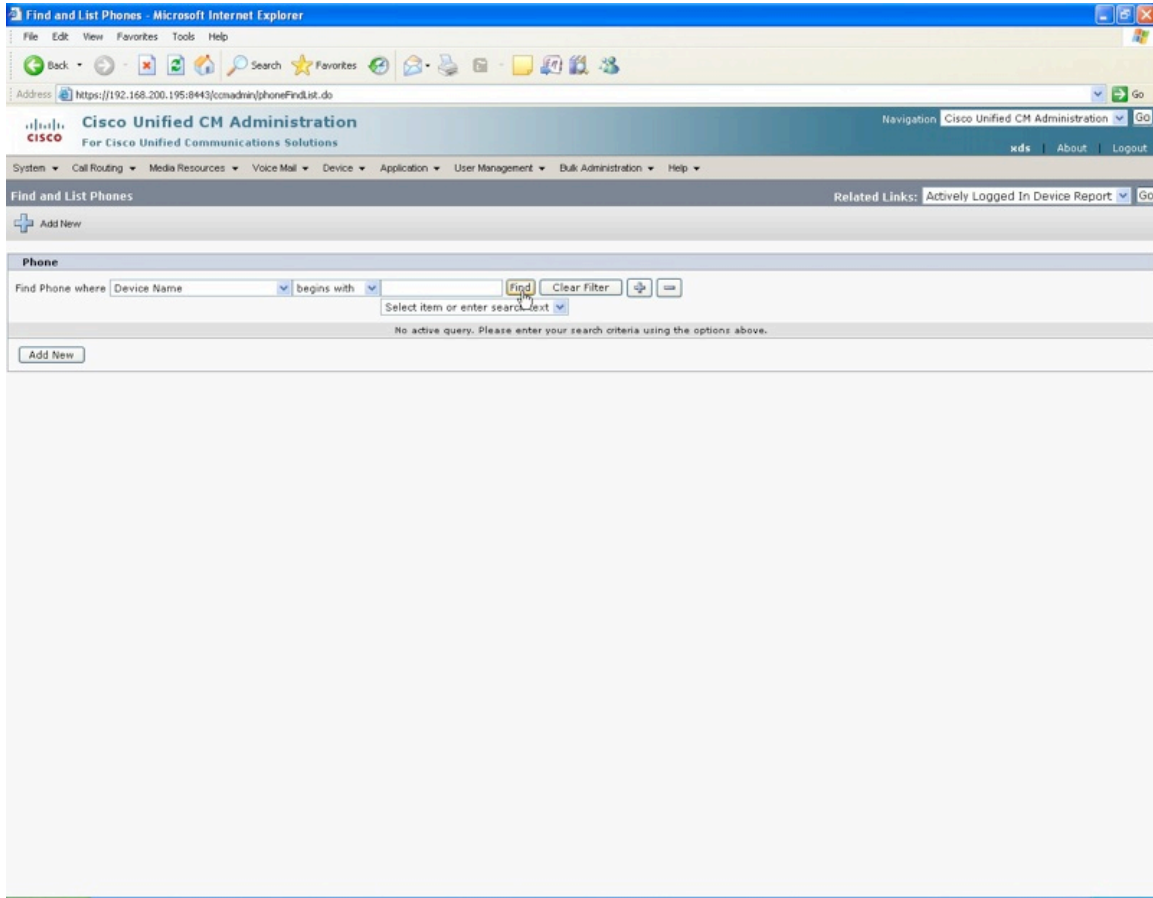 Find and List Phones - Microsoft Internet Explorer
File Edit View Favorites Tools Help
Back Search Favorites
Address https://192.168.200.195:8443/ccmadmin/phoneFindList.do Go
CISCO
Cisco Unified CM Administration
For Cisco Unified Communications Solutions
Navigation Cisco Unified CM Administration Go
xds | About | Logout
System Call Routing Media Resources Voice Mail Device Application User Management Bulk Administration Help
Find and List Phones Related Links: Actively Logged In Device Report Go
Add New
Phone
Find Phone where Device Name begins with Find Clear Filter
Select item or enter search text
No active query. Please enter your search criteria using the options above.
Add New